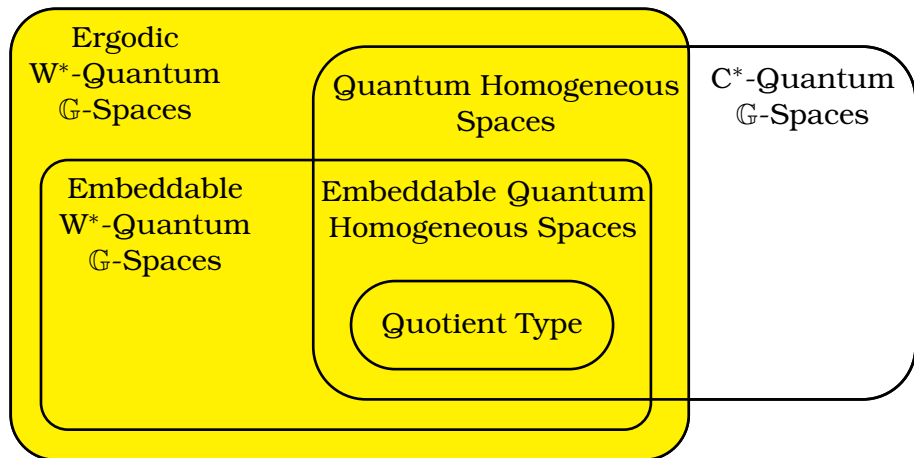 Ergodic
W*-Quantum
𝔾-Spaces
Quantum Homogeneous
Spaces
C*-Quantum
𝔾-Spaces
Embeddable
W*-Quantum
𝔾-Spaces
Embeddable Quantum
Homogeneous Spaces
Quotient Type